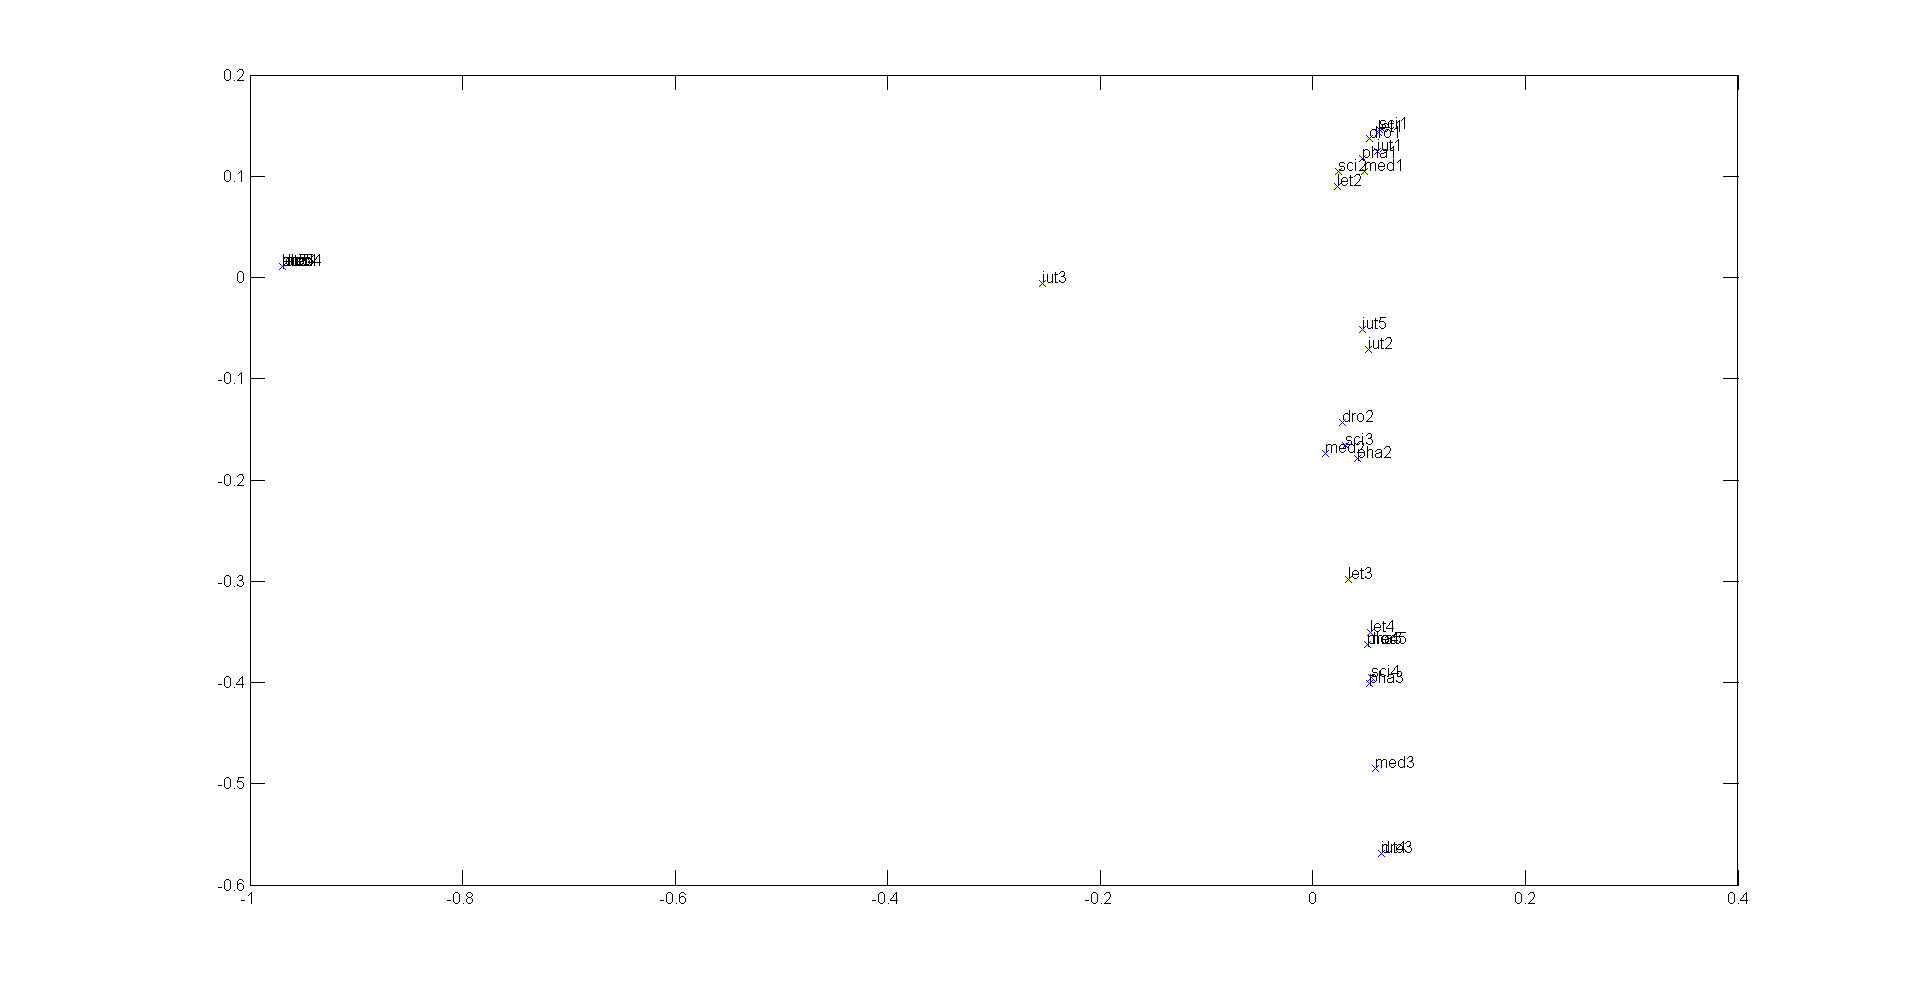 0.2
sci1
dro1
iut1
pha1
sci2
med1
let2
0.1
0
iut3
iut5
iut2
-0.1
dro2
sci3
med2
pha2
-0.2
let3
-0.3
let4
sci4
pha3
-0.4
med3
-0.5
-0.6
-1
-0.8
-0.6
-0.4
-0.2
0
0.2
0.4